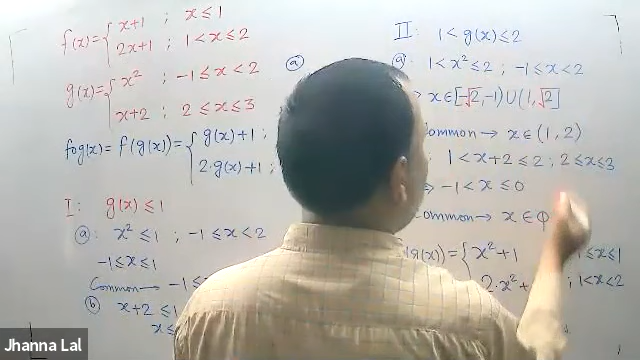 f(x) = { x+1 ; x ≤ 1
2x+1 ; 1 < x ≤ 2
g(x) = { x² ; -1 ≤ x < 2
x+2 ; 2 ≤ x ≤ 3
fog(x) = f(g(x)) = { g(x)+1 ;
2·g(x)+1 ;
I: g(x) ≤ 1
ⓐ: x² ≤ 1 ; -1 ≤ x < 2
-1 ≤ x ≤ 1
Common → -1 ≤
ⓑ x+2 ≤ 1
x ≤
ⓐ
II: 1 < g(x) ≤ 2
ⓐ: 1 < x² ≤ 2 ; -1 ≤ x < 2
x ∈ [-√2, -1) ∪ (1, √2]
Common → x ∈ (1, 2)
1 < x+2 ≤ 2 ; 2 ≤ x ≤ 3
-1 < x ≤ 0
Common → x ∈ φ
g(x)) = { x²+1 ≤ x ≤ 1
2·x²+ ; 1 < x < 2
Jhanna Lal